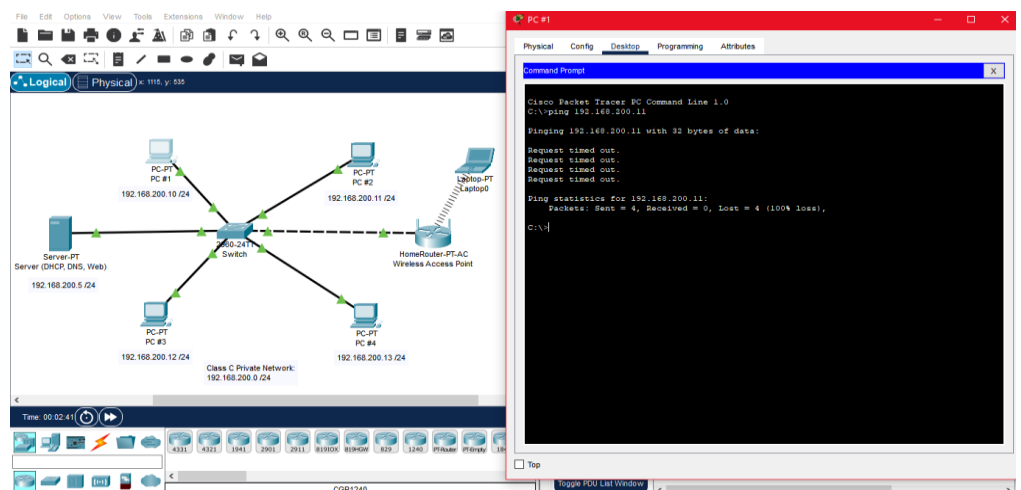 File Edit Options View Tools Extensions Window Help
Logical
Physical
x: 1115, y: 535
PC-PT
PC #1
192.168.200.10 /24
PC-PT
PC #2
192.168.200.11 /24
Laptop-PT
Laptop0
Server-PT
Server (DHCP, DNS, Web)
192.168.200.5 /24
2960-24TT
Switch
HomeRouter-PT-AC
Wireless Access Point
PC-PT
PC #3
192.168.200.12 /24
PC-PT
PC #4
192.168.200.13 /24
Class C Private Network:
192.168.200.0 /24
Time: 00:02:41
4331 4321 1941 2901 2911 819IOX 819HGW 829 1240 PT-Router PT-Empty
CGR1240
Toggle PDU List Window
PC #1
Physical Config Desktop Programming Attributes
Command Prompt
X
Cisco Packet Tracer PC Command Line 1.0
C:\>ping 192.168.200.11
Pinging 192.168.200.11 with 32 bytes of data:
Request timed out.
Request timed out.
Request timed out.
Request timed out.
Ping statistics for 192.168.200.11:
Packets: Sent = 4, Received = 0, Lost = 4 (100% loss),
C:\>
Top